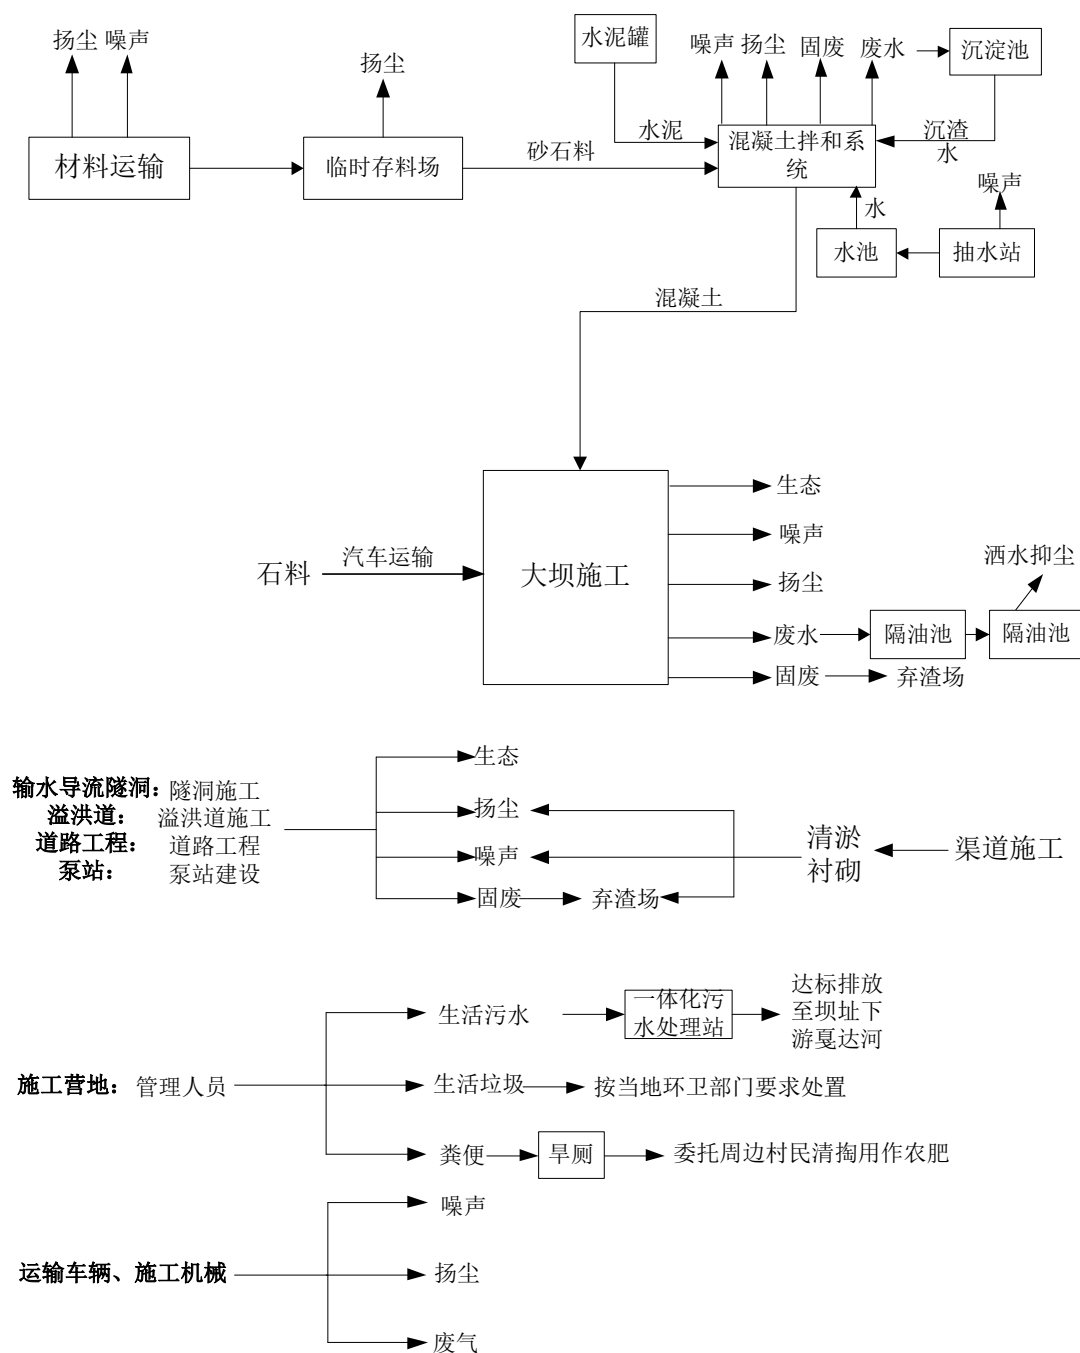 水泥罐
扬尘 噪声
噪声 扬尘 固废 废水
沉淀池
扬尘
水泥
沉渣
水
材料运输
临时存料场
砂石料
混凝土拌和系
统
噪声
水
水池
抽水站
混凝土
生态
噪声
石料
汽车运输
大坝施工
扬尘
洒水抑尘
废水
隔油池
隔油池
固废
弃渣场
生态
输水导流隧洞：隧洞施工
溢洪道： 溢洪道施工
道路工程： 道路工程
泵站： 泵站建设
扬尘
噪声
固废
弃渣场
清淤
衬砌
渠道施工
生活污水
一体化污
水处理站
达标排放
至坝址下
游戛达河
施工营地：管理人员
生活垃圾
按当地环卫部门要求处置
粪便
旱厕
委托周边村民清掏用作农肥
噪声
运输车辆、施工机械
扬尘
废气